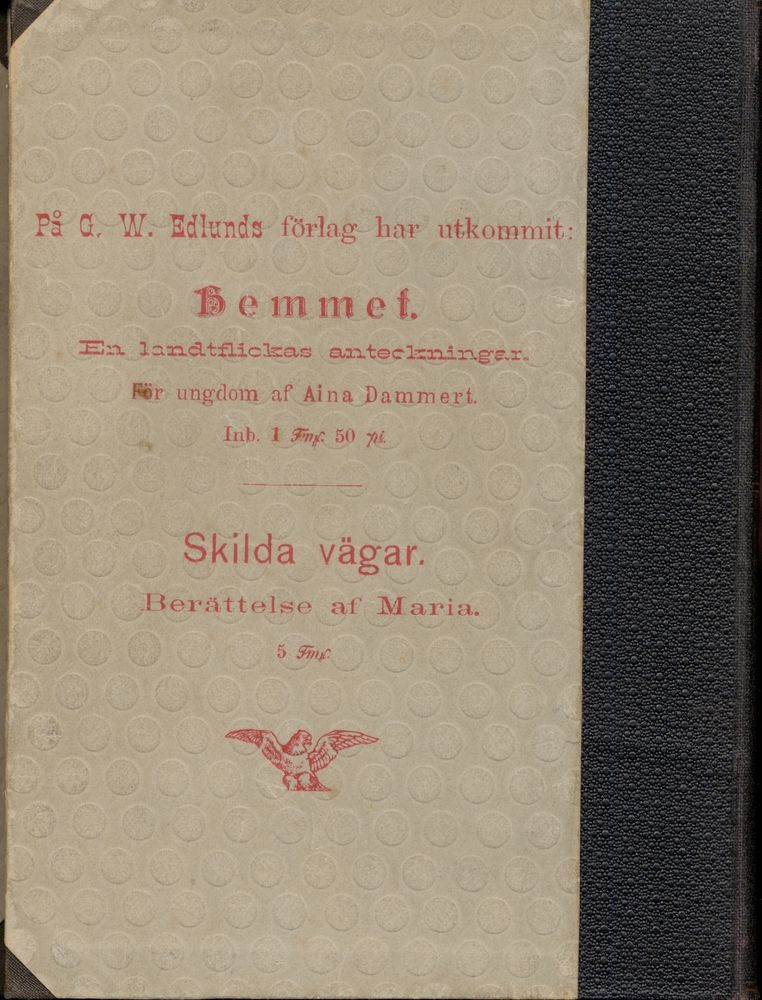 På G. W. Edlunds förlag har utkommit:
Hemmet.
En landtflickas anteckningar.
För ungdom af Aina Dammert.
Inb. 1 Fmk. 50 pi.
Skilda vägar.
Berättelse af Maria.
5 Fmk.